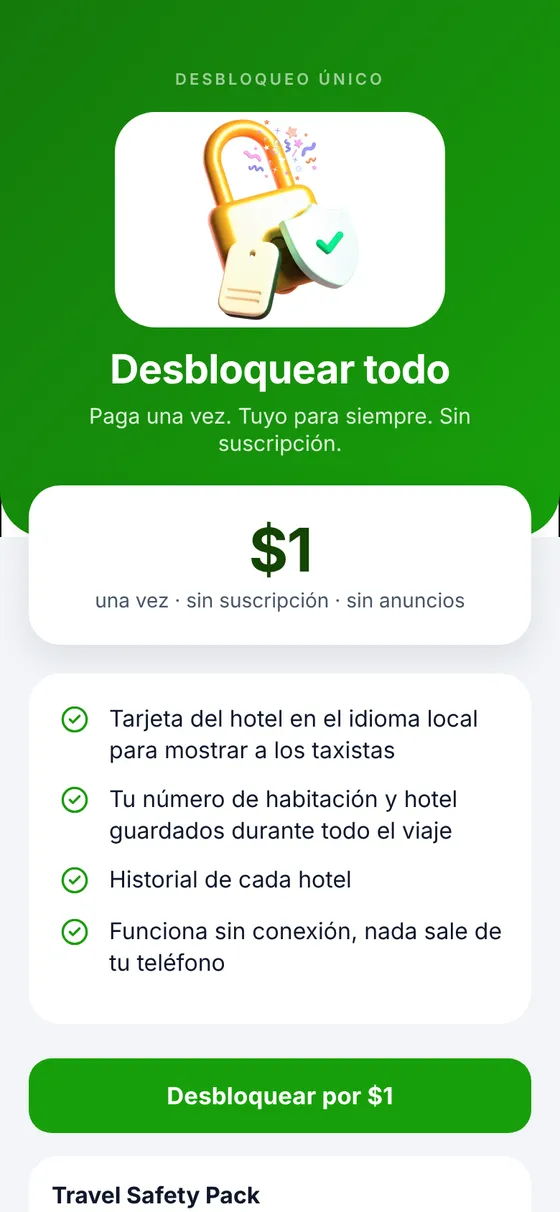 DESBLOQUEO ÚNICO
Desbloquear todo
Paga una vez. Tuyo para siempre. Sin
suscripción.
$1
una vez · sin suscripción · sin anuncios
Tarjeta del hotel en el idioma local
para mostrar a los taxistas
Tu número de habitación y hotel
guardados durante todo el viaje
Historial de cada hotel
Funciona sin conexión, nada sale de
tu teléfono
Desbloquear por $1
Travel Safety Pack